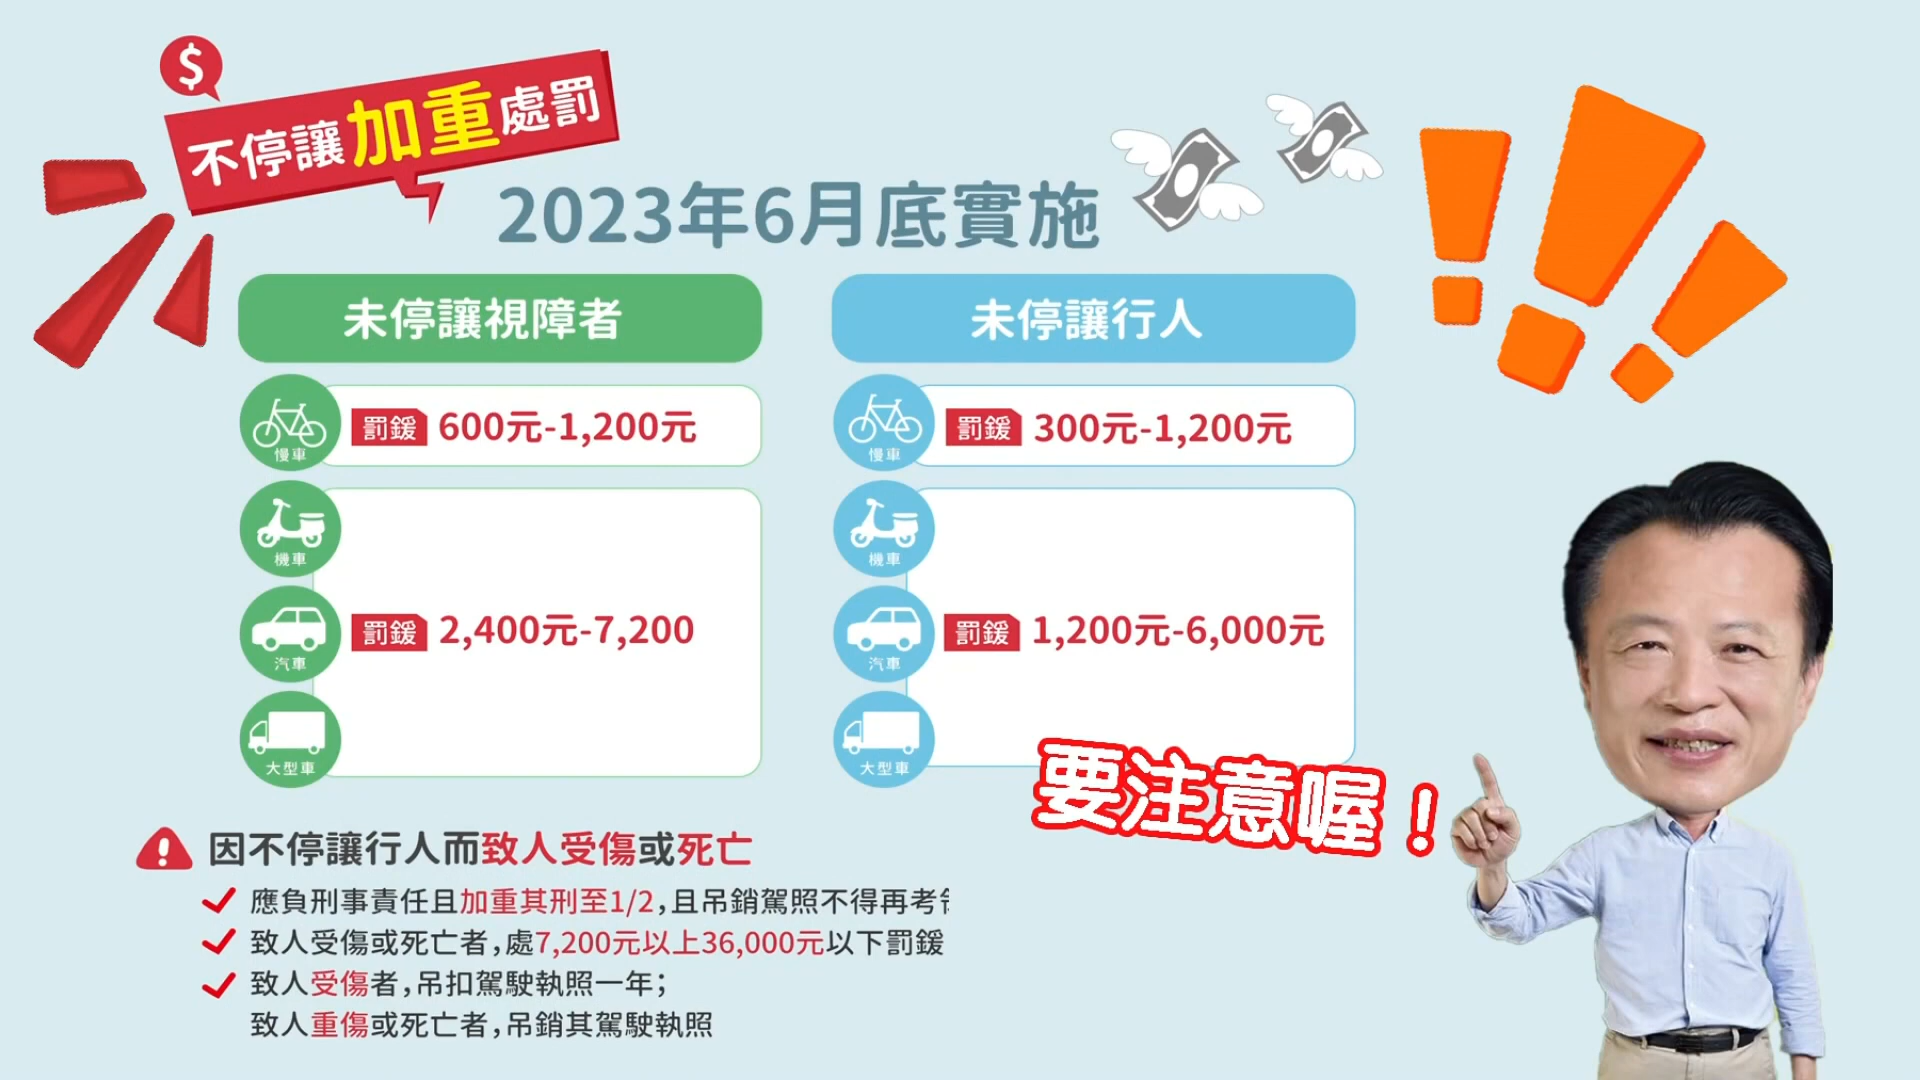 $
不停讓加重處罰
2023年6月底實施
未停讓視障者
慢車
罰鍰 600元-1,200元
機車
汽車
罰鍰 2,400元-7,200
大型車
未停讓行人
慢車
罰鍰 300元-1,200元
機車
汽車
罰鍰 1,200元-6,000元
大型車
要注意喔！
因不停讓行人而致人受傷或死亡
應負刑事責任且加重其刑至1/2,且吊銷駕照不得再考
致人受傷或死亡者,處7,200元以上36,000元以下罰鍰
致人受傷者,吊扣駕駛執照一年;
致人重傷或死亡者,吊銷其駕駛執照